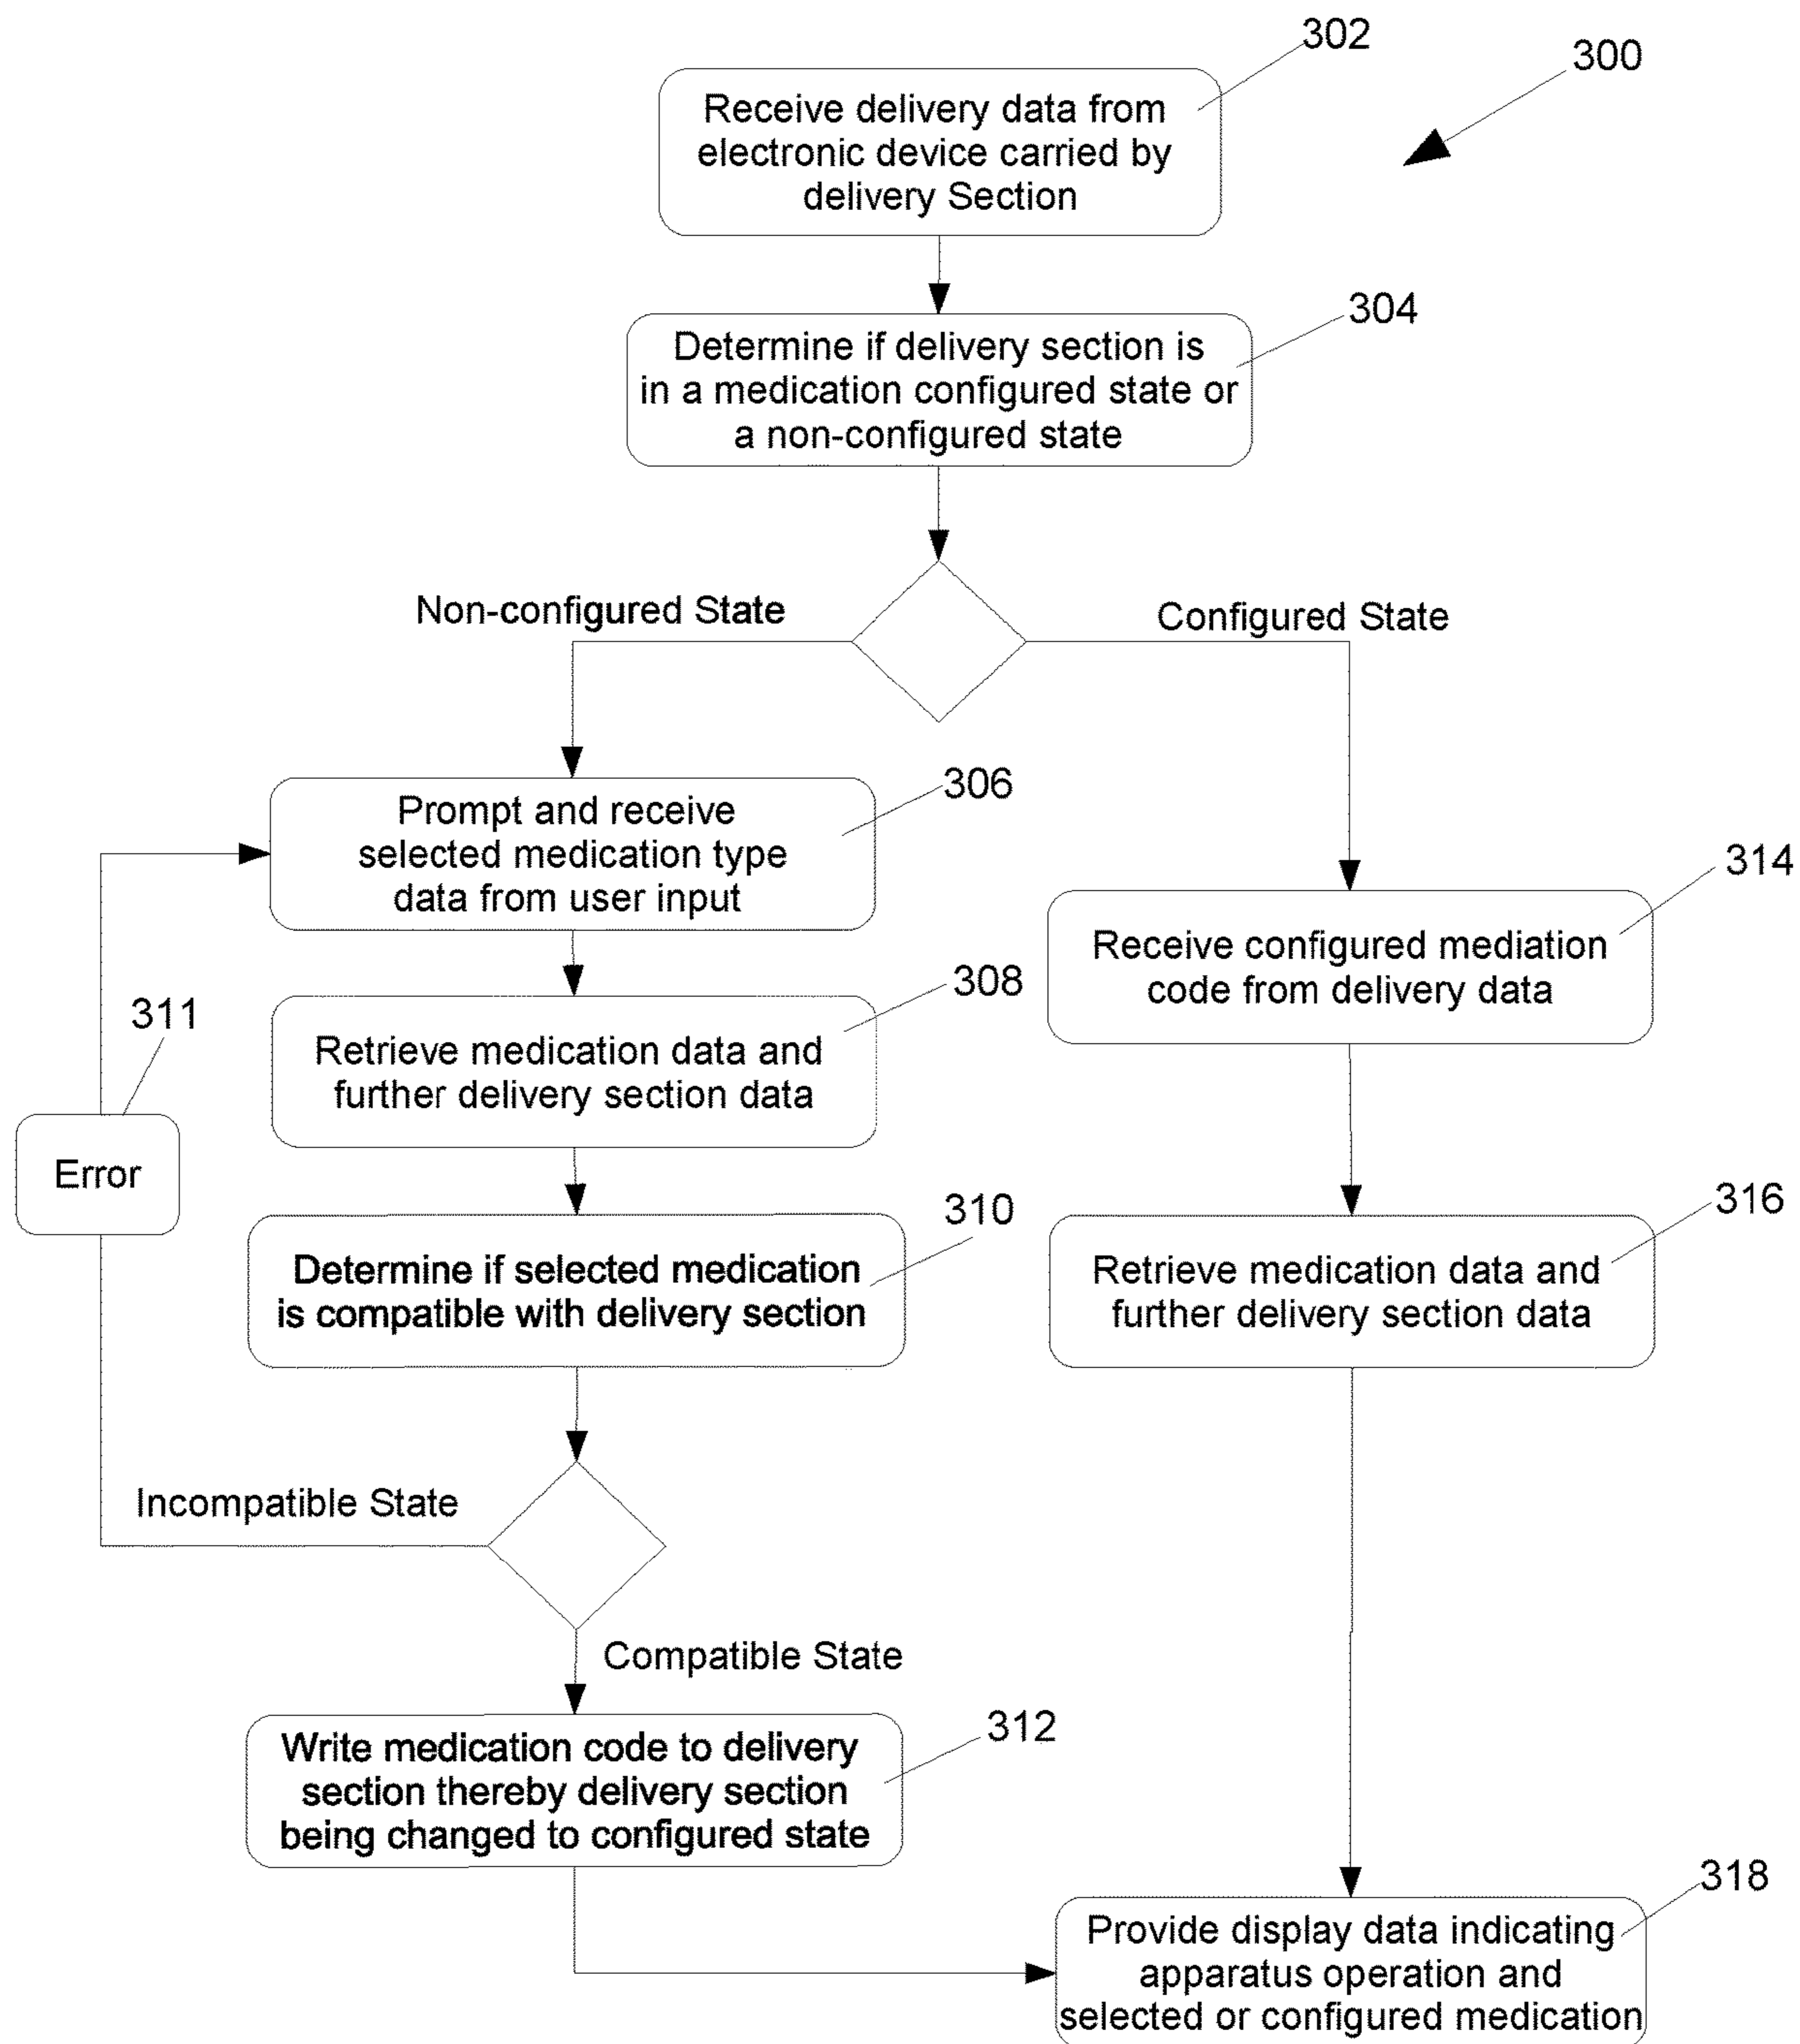 302
300
Receive delivery data from
electronic device carried by
delivery Section
304
Determine if delivery section is
in a medication configured state or
a non-configured state
Non-configured State
Configured State
306
Prompt and receive
selected medication type
data from user input
314
Receive configured mediation
code from delivery data
308
311
Retrieve medication data and
further delivery section data
Error
310
316
Determine if selected medication
is compatible with delivery section
Retrieve medication data and
further delivery section data
Incompatible State
Compatible State
312
Write medication code to delivery
section thereby delivery section
being changed to configured state
318
Provide display data indicating
apparatus operation and
selected or configured medication